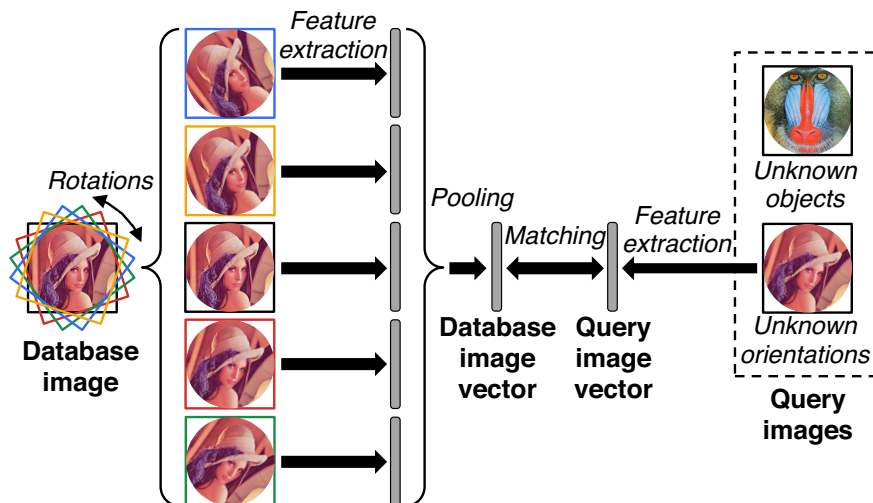 Feature
extraction
Rotations
Database
image
Pooling
Matching
Database
image
vector
Query
image
vector
Feature
extraction
Unknown
objects
Unknown
orientations
Query
images